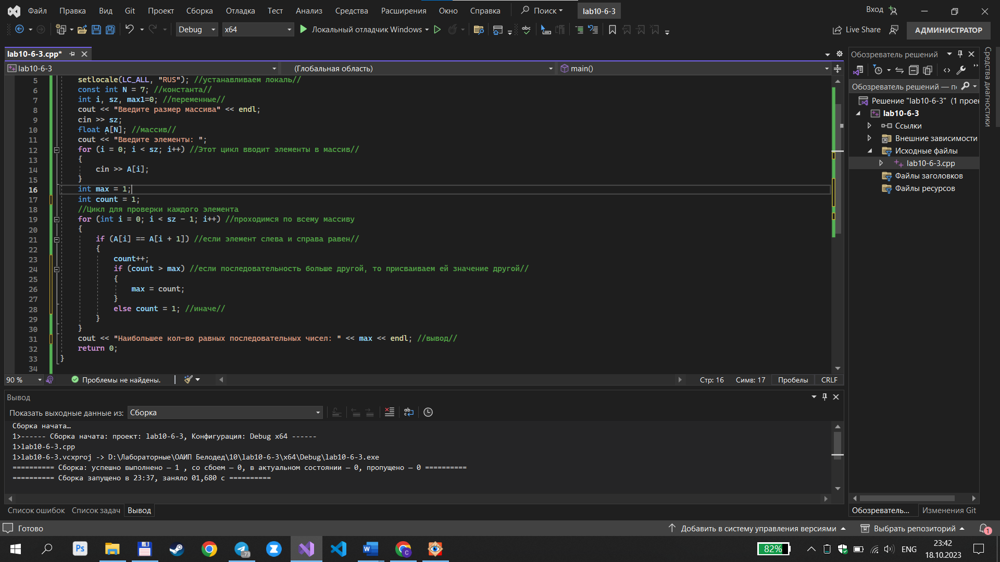 Файл Правка Вид Git Проект Сборка Отладка Тест Анализ Средства Расширения Окно Справка Поиск lab10-6-3 Вход
Debug x64 Локальный отладчик Windows abc Live Share АДМИНИСТРАТОР
lab10-6-3.cpp*
lab10-6-3 (Глобальная область) main()
5 setlocale(LC_ALL, "RUS"); //устанавливаем локаль//
6 const int N = 7; //константа//
7 int i, sz, max1=0; //переменные//
8 cout << "Введите размер массива" << endl;
9 cin >> sz;
10 float A[N]; //массив//
11 cout << "Введите элементы: ";
12 for (i = 0; i < sz; i++) //Этот цикл вводит элементы в массив//
13 {
14 cin >> A[i];
15 }
16 int max = 1;
17 int count = 1;
18 //Цикл для проверки каждого элемента
19 for (int i = 0; i < sz - 1; i++) //проходимся по всему массиву
20 {
21 if (A[i] == A[i + 1]) //если элемент слева и справа равен//
22 {
23 count++;
24 if (count > max) //если последовательность больше другой, то присваиваем ей значение другой//
25 {
26 max = count;
27 }
28 else count = 1; //иначе//
29 }
30 }
31 cout << "Наибольшее кол-во равных последовательных чисел: " << max << endl; //вывод//
32 return 0;
33 }
34
90 % Проблемы не найдены. Стр: 16 Симв: 17 Пробелы CRLF
Вывод
Показать выходные данные из: Сборка
Сборка начата…
1>------ Сборка начата: проект: lab10-6-3, Конфигурация: Debug x64 ------
1>lab10-6-3.cpp
1>lab10-6-3.vcxproj -> D:\Лабораторные\ОАИП Белодед\10\lab10-6-3\x64\Debug\lab10-6-3.exe
========== Сборка: успешно выполнено — 1 , со сбоем — 0, в актуальном состоянии — 0, пропущено — 0 ==========
========== Сборка запущено в 23:37, заняло 01,680 с ==========
Список ошибок Список задач Вывод
Обозреватель решений
Обозреватель решений — п
Решение "lab10-6-3" (1 прое
lab10-6-3
Ссылки
Внешние зависимости
Исходные файлы
lab10-6-3.cpp
Файлы заголовков
Файлы ресурсов
Обозреватель... Изменения Git
Средства диагностики
Готово Добавить в систему управления версиями Выбрать репозиторий 1
Ps ..73 W C 82% ENG 23:42
18.10.2023